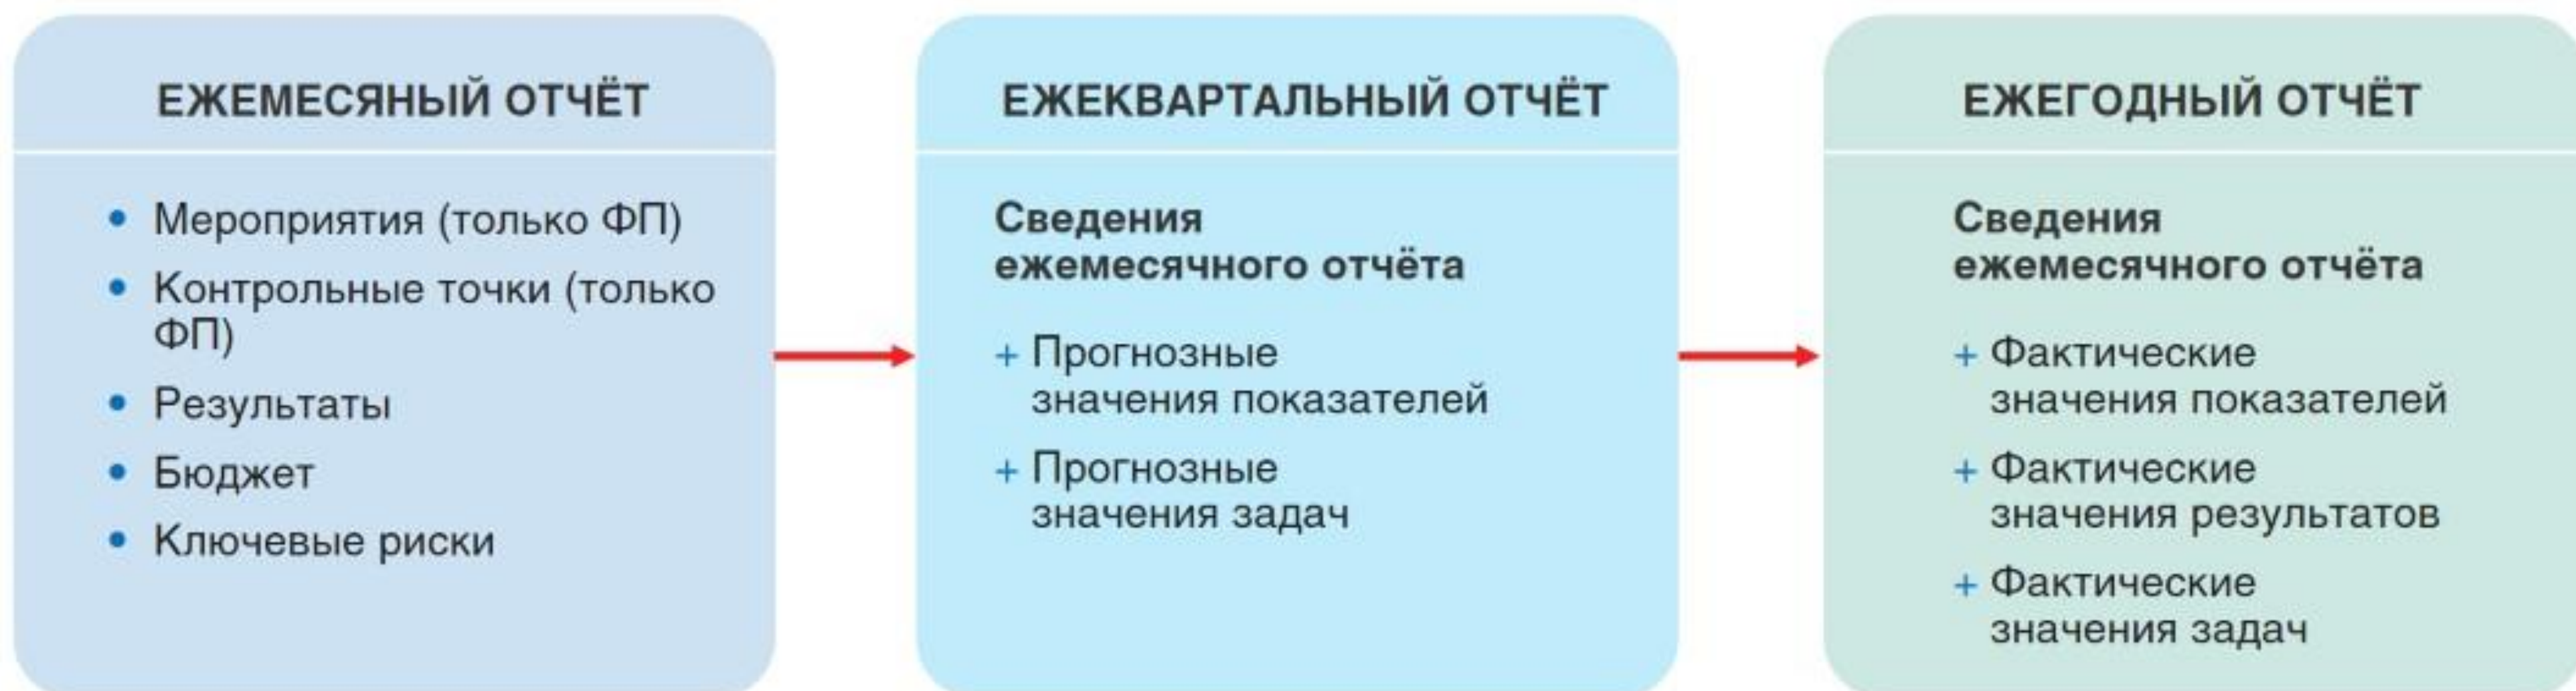 ЕЖЕМЕСЯНЫЙ ОТЧЁТ
• Мероприятия (только ФП)
• Контрольные точки (только
ФП)
• Результаты
• Бюджет
• Ключевые риски
ЕЖЕКВАРТАЛЬНЫЙ ОТЧЁТ
Сведения
ежемесячного отчёта
+ Прогнозные
значения показателей
+ Прогнозные
значения задач
ЕЖЕГОДНЫЙ ОТЧЁТ
Сведения
ежемесячного отчёта
+ Фактические
значения показателей
+ Фактические
значения результатов
+ Фактические
значения задач